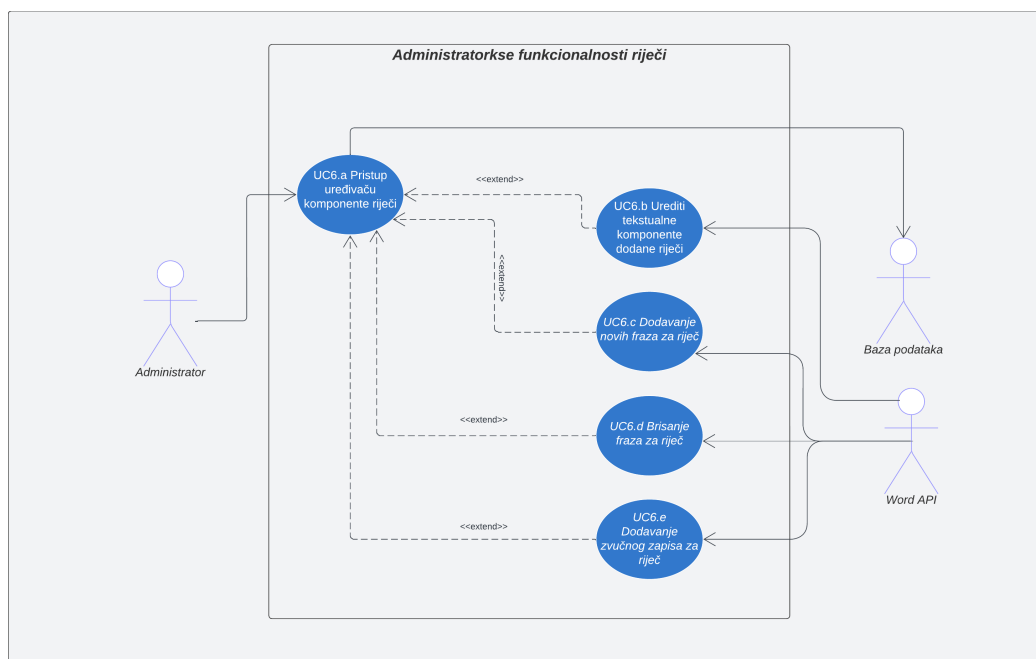 Administratorkse funkcionalnosti riječi
UC6.a Pristup
uređivaču
komponente riječi
<<extend>>
UC6.b Urediti
tekstualne
komponente
dodane riječi
<<extend>>
UC6.c Dodavanje
novih fraza za riječ
Baza podataka
Administrator
<<extend>>
UC6.d Brisanje
fraza za riječ
Word API
<<extend>>
UC6.e
Dodavanje
zvučnog zapisa za
riječ